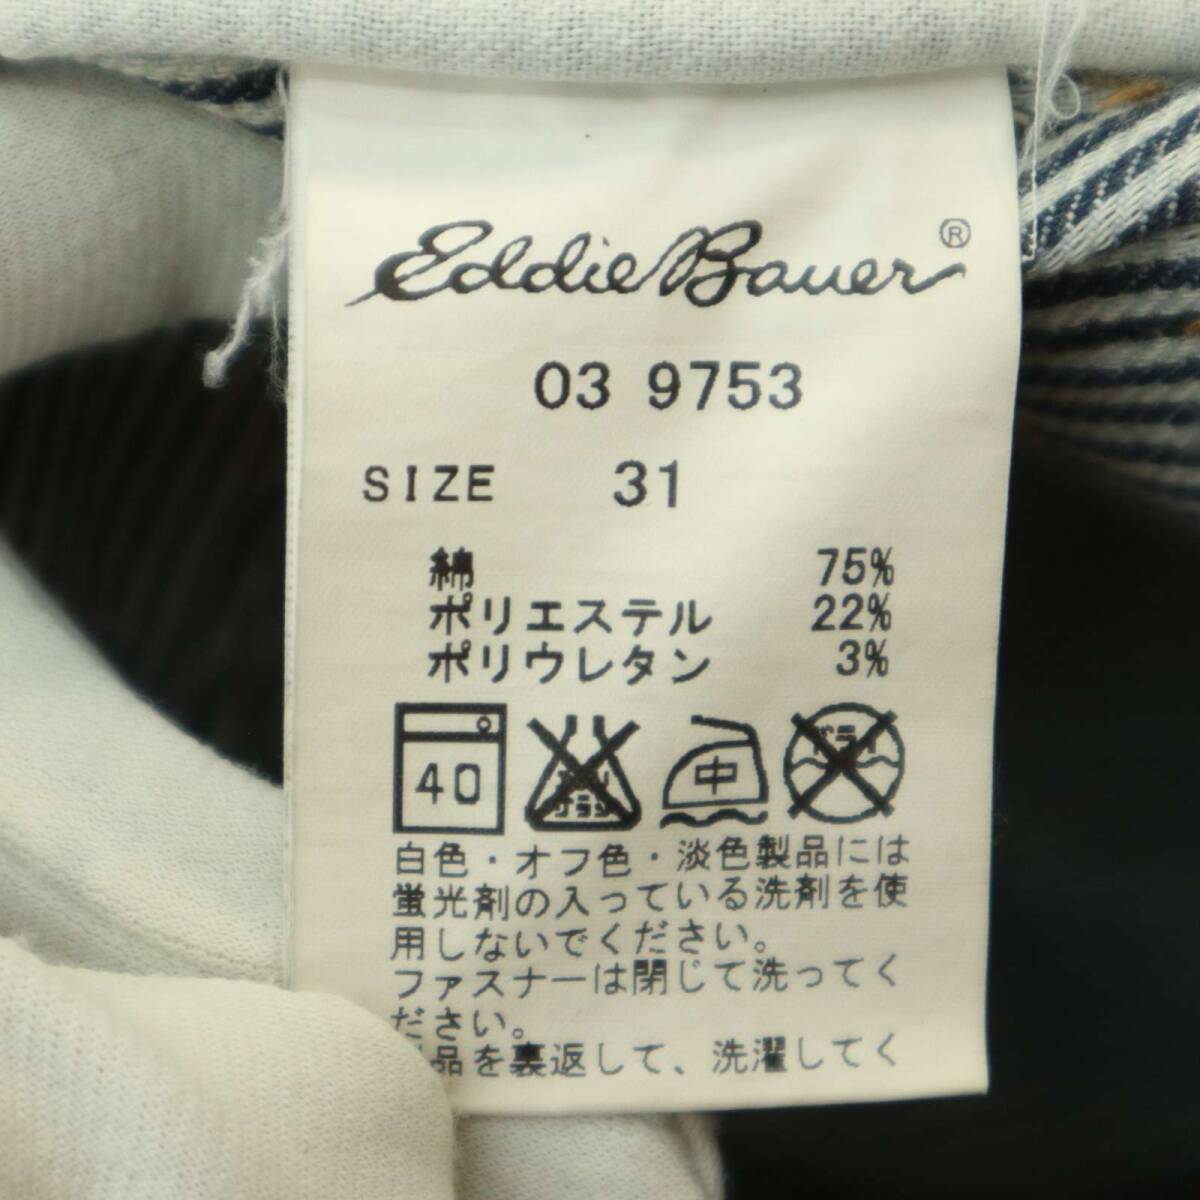 Eddie Bauer®
03 9753
SIZE 31
綿 75%
ポリエステル 22%
ポリウレタン 3%
40 中 ドライ
白色・オフ色・淡色製品には
蛍光剤の入っている洗剤を使
用しないでください。
ファスナーは閉じて洗ってく
ださい。
品を裏返して、洗濯してく